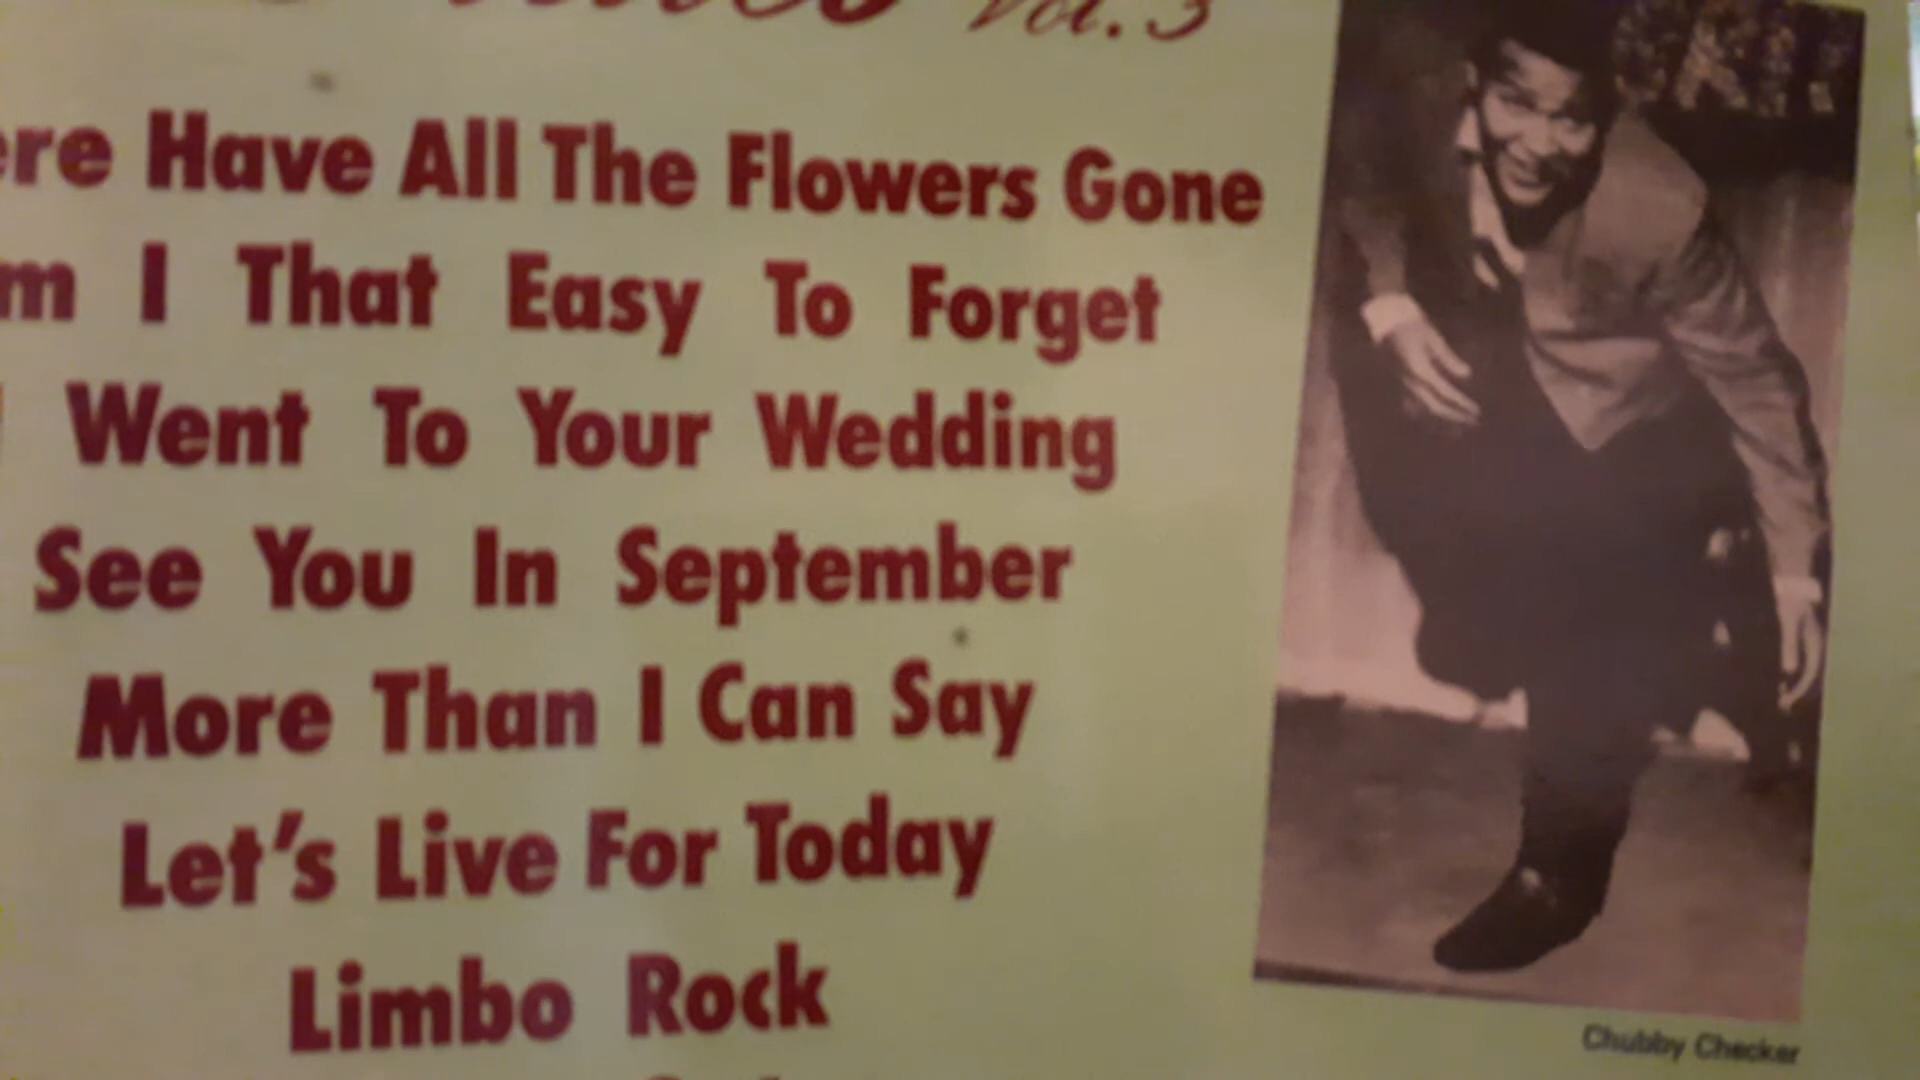 Vol. 3
ere Have All The Flowers Gone
m I That Easy To Forget
Went To Your Wedding
See You In September
More Than I Can Say
Let's Live For Today
Limbo Rock
Chubby Checker